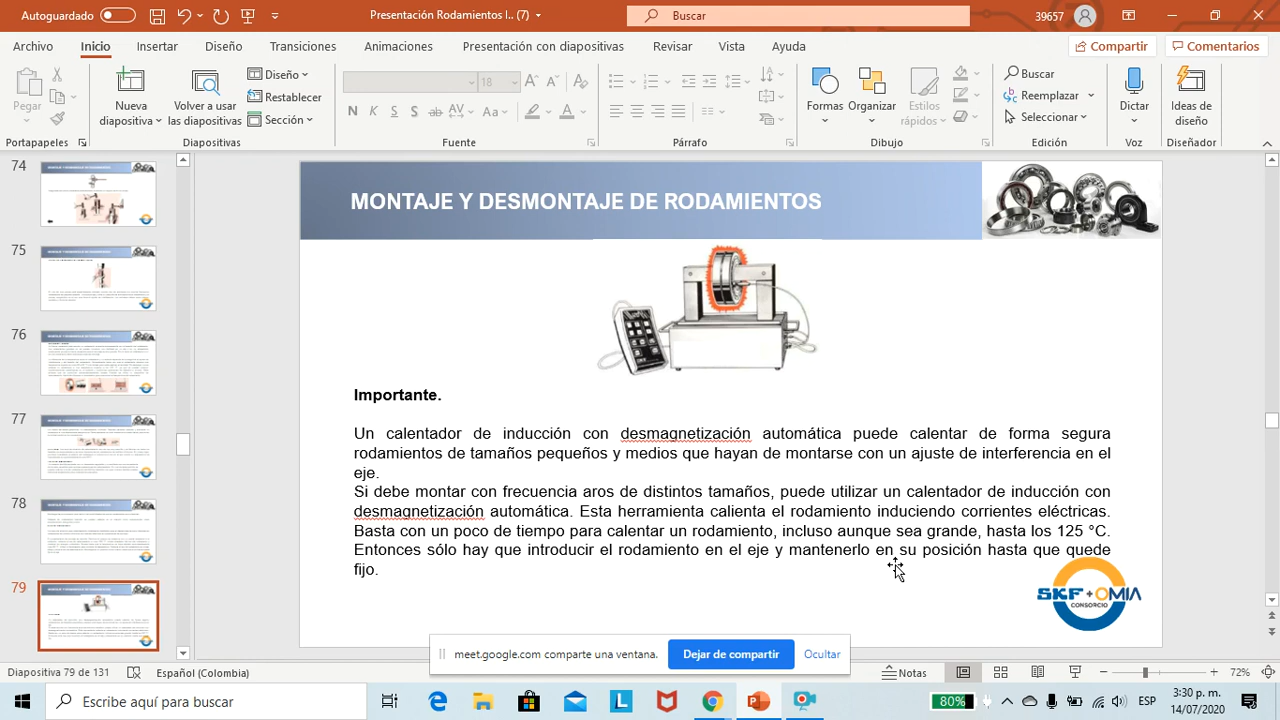 Autoguardado
Presentación Rodamientos I.. (7)
Buscar
39657
Archivo
Inicio
Insertar
Diseño
Transiciones
Animaciones
Presentación con diapositivas
Revisar
Vista
Ayuda
Compartir
Comentarios
Pegar
Nueva
diapositiva
Volver a usar
las diapositivas
Diseño
Restablecer
Sección
18
N K S S ab AV Aa A
Formas
Organizar
Estilos
rápidos
Buscar
Reemplazar
Seleccionar
Dictar
Ideas de
diseño
Portapapeles
Diapositivas
Fuente
Párrafo
Dibujo
Edición
Voz
Diseñador
74
75
76
77
78
79
MONTAJE Y DESMONTAJE DE RODAMIENTOS
Importante.
Un calentador de inducción con desmagnetización automática puede calentar de forma segura
rodamientos de tamaños pequeños y medios que hayan de montarse con un ajuste de interferencia en el
eje.
Si debe montar con frecuencia aros de distintos tamaños, puede utilizar un calentador de inducción con
desmagnetización automática. Esta herramienta calienta el rodamiento induciendo corrientes eléctricas.
Basta con un poco de tiempo para calentar un rodamiento, incluso aunque sea grande, hasta los 125 ºC.
Entonces sólo hay que introducir el rodamiento en el eje y mantenerlo en su posición hasta que quede
fijo.
SKF + OMIA
CONSORCIO
meet.google.com comparte una ventana.
Dejar de compartir
Ocultar
Diapositiva 79 de 131
Español (Colombia)
Notas
72%
Escribe aquí para buscar
80%
ESP
3:30 p. m.
14/07/2020